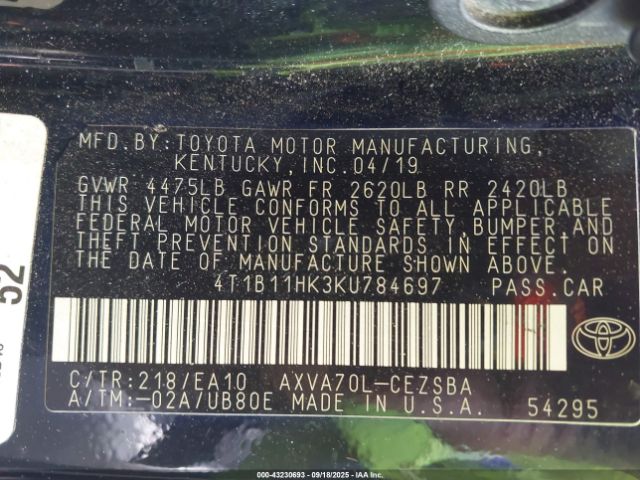 MFD. BY: TOYOTA MOTOR MANUFACTURING,
KENTUCKY, INC. 04/19
GVWR 4475LB GAWR FR 2620LB RR 2420LB
THIS VEHICLE CONFORMS TO ALL APPLICABLE
FEDERAL MOTOR VEHICLE SAFETY, BUMPER, AND
THEFT PREVENTION STANDARDS IN EFFECT ON
THE DATE OF MANUFACTURE SHOWN ABOVE.
4T1B11HK3KU784697 PASS. CAR
C/TR: 218/EA10 AXVA70L-CEZSBA
A/TM: -02A/UB80E MADE IN U.S.A. 54295
52
000-43230693 - 09/18/2025 - Copyright IAA